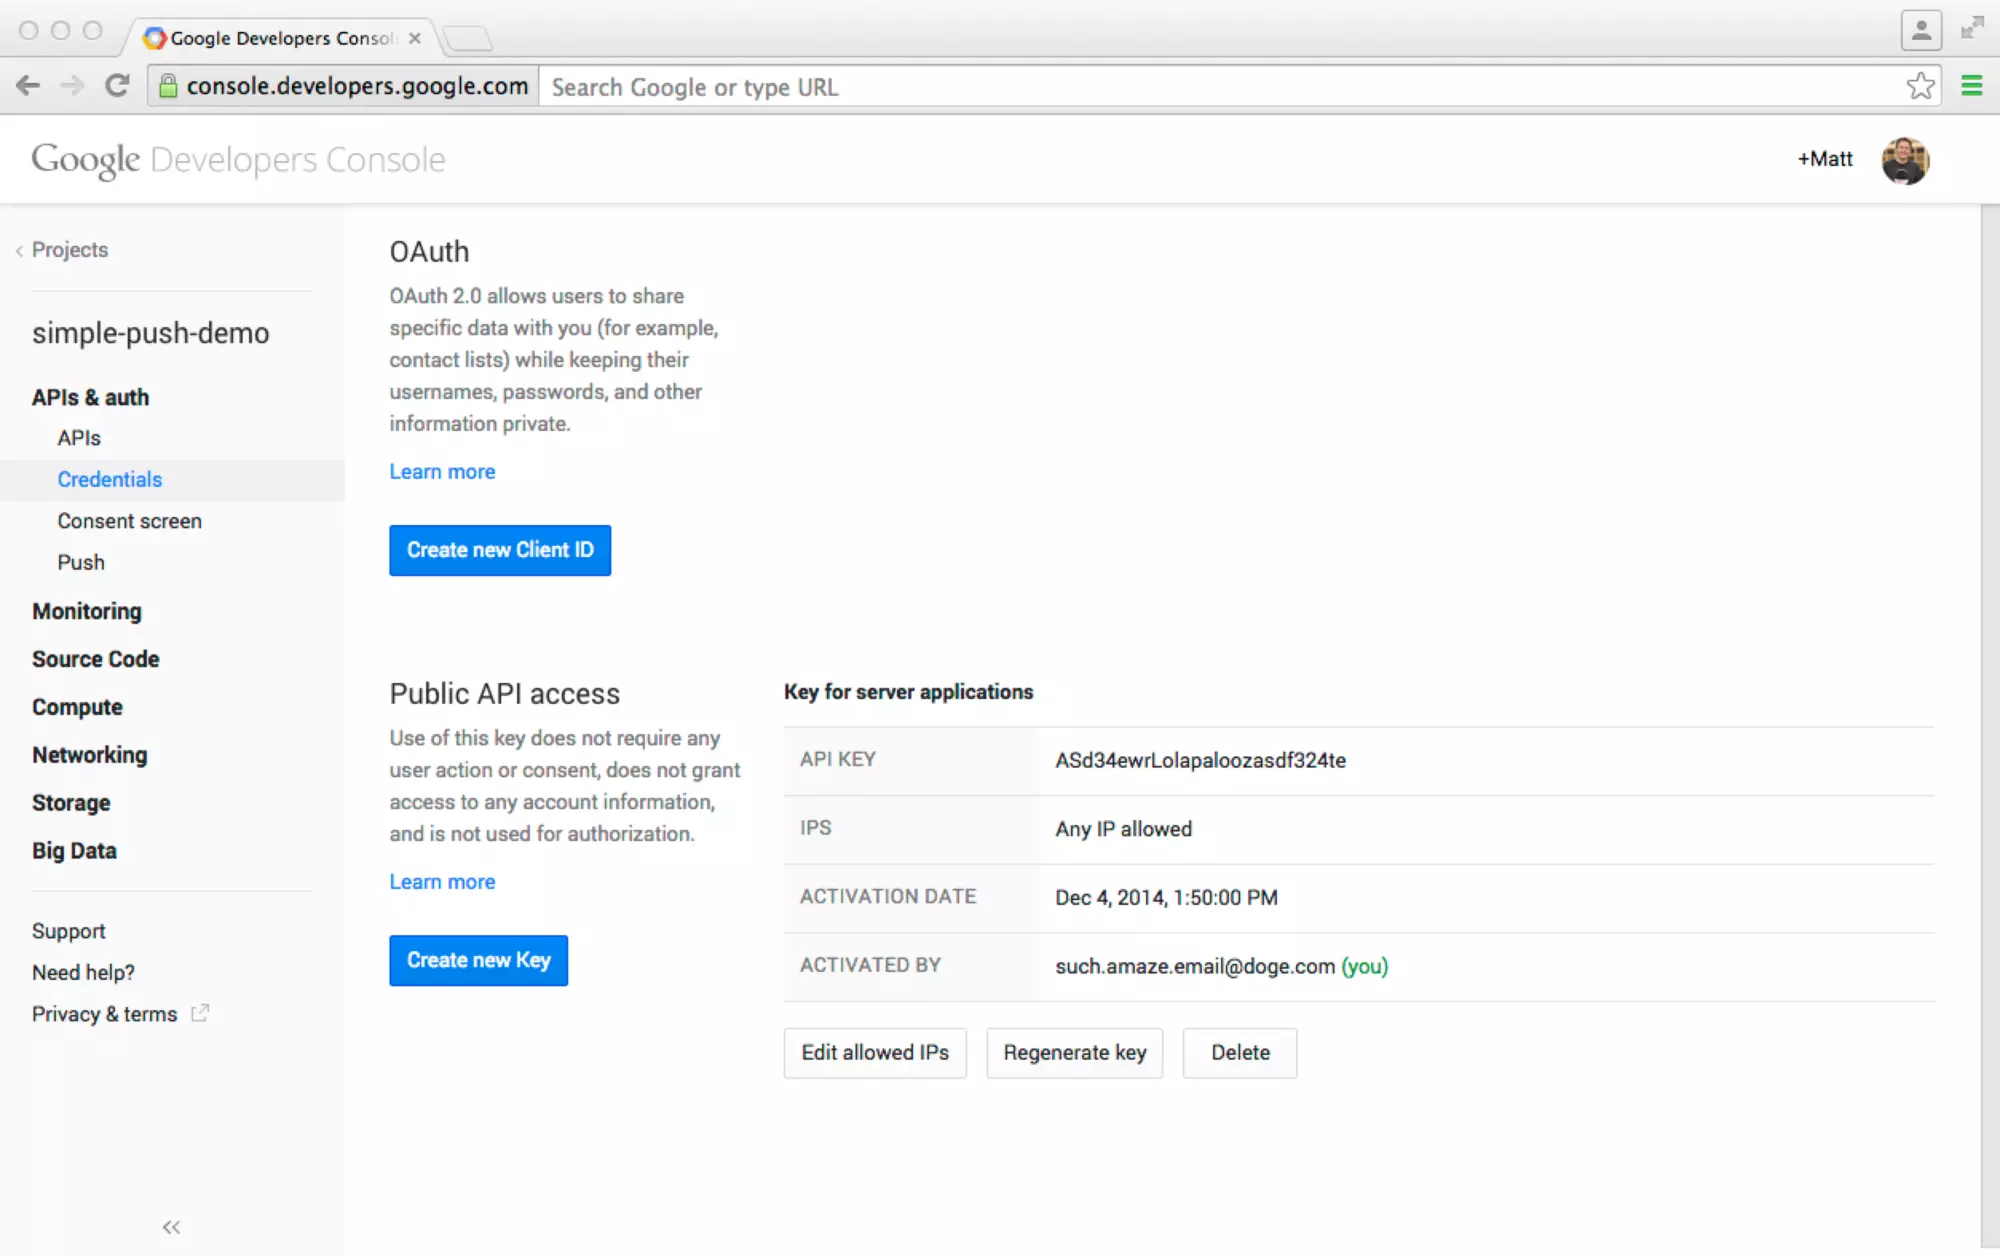 Google Developers Consol
console.developers.google.com
Search Google or type URL
Google Developers Console
+Matt
Projects
simple-push-demo
APIs & auth
APIs
Credentials
Consent screen
Push
Monitoring
Source Code
Compute
Networking
Storage
Big Data
Support
Need help?
Privacy & terms
OAuth
OAuth 2.0 allows users to share
specific data with you (for example,
contact lists) while keeping their
usernames, passwords, and other
information private.
Learn more
Create new Client ID
Public API access
Use of this key does not require any
user action or consent, does not grant
access to any account information,
and is not used for authorization.
Learn more
Create new Key
Key for server applications
API KEY ASd34ewrLolapaloozasdf324te
IPS Any IP allowed
ACTIVATION DATE Dec 4, 2014, 1:50:00 PM
ACTIVATED BY such.amaze.email@doge.com (you)
Edit allowed IPs Regenerate key Delete